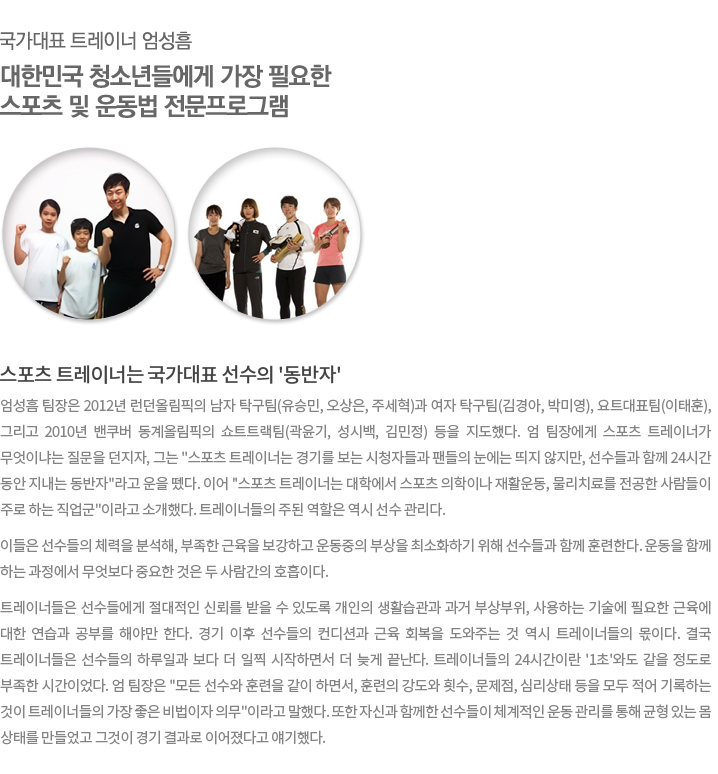 국가대표 트레이너 엄성흠
대한민국 청소년들에게 가장 필요한
스포츠 및 운동법 전문프로그램
스포츠 트레이너는 국가대표 선수의 '동반자'
엄성흠 팀장은 2012년 런던올림픽의 남자 탁구팀(유승민, 오상은, 주세혁)과 여자 탁구팀(김경아, 박미영), 요트대표팀(이태훈),
그리고 2010년 밴쿠버 동계올림픽의 쇼트트랙팀(곽윤기, 성시백, 김민정) 등을 지도했다. 엄 팀장에게 스포츠 트레이너가
무엇이냐는 질문을 던지자, 그는 "스포츠 트레이너는 경기를 보는 시청자들과 팬들의 눈에는 띄지 않지만, 선수들과 함께 24시간
동안 지내는 동반자"라고 운을 뗐다. 이어 "스포츠 트레이너는 대학에서 스포츠 의학이나 재활운동, 물리치료를 전공한 사람들이
주로 하는 직업군"이라고 소개했다. 트레이너들의 주된 역할은 역시 선수 관리다.
이들은 선수들의 체력을 분석해, 부족한 근육을 보강하고 운동중의 부상을 최소화하기 위해 선수들과 함께 훈련한다. 운동을 함께
하는 과정에서 무엇보다 중요한 것은 두 사람간의 호흡이다.
트레이너들은 선수들에게 절대적인 신뢰를 받을 수 있도록 개인의 생활습관과 과거 부상부위, 사용하는 기술에 필요한 근육에
대한 연습과 공부를 해야만 한다. 경기 이후 선수들의 컨디션과 근육 회복을 도와주는 것 역시 트레이너들의 몫이다. 결국
트레이너들은 선수들의 하루일과 보다 더 일찍 시작하면서 더 늦게 끝난다. 트레이너들의 24시간이란 '1초'와도 같을 정도로
부족한 시간이었다. 엄 팀장은 "모든 선수와 훈련을 같이 하면서, 훈련의 강도와 횟수, 문제점, 심리상태 등을 모두 적어 기록하는
것이 트레이너들의 가장 좋은 비법이자 의무"이라고 말했다. 또한 자신과 함께한 선수들이 체계적인 운동 관리를 통해 균형 있는 몸
상태를 만들었고 그것이 경기 결과로 이어졌다고 얘기했다.